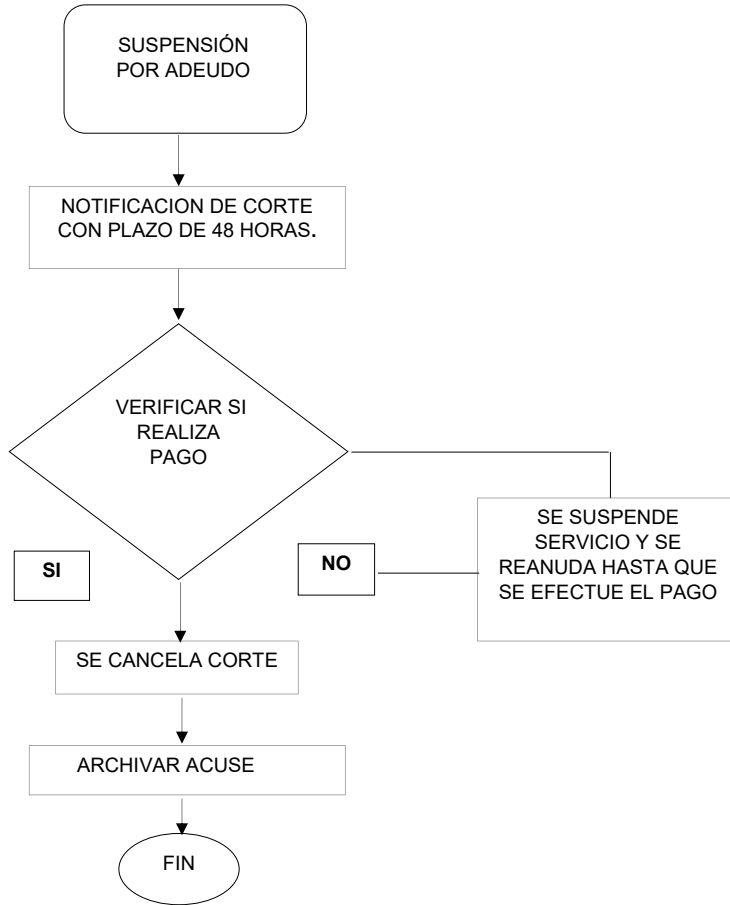 SUSPENSIÓN
POR ADEUDO
NOTIFICACION DE CORTE
CON PLAZO DE 48 HORAS.
VERIFICAR SI
REALIZA
PAGO
SE SUSPENDE
SERVICIO Y SE
REANUDA HASTA QUE
SE EFECTUE EL PAGO
SI
NO
SE CANCELA CORTE
ARCHIVAR ACUSE
FIN